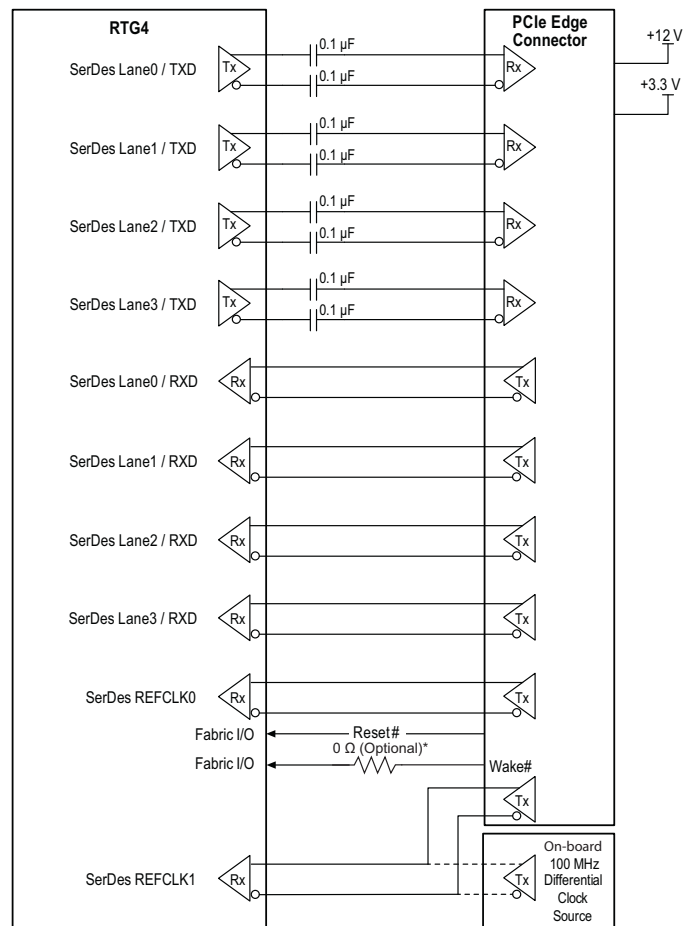 RTG4
PCIe Edge
Connector
+12 V
+3.3 V
SerDes Lane0 / TXD
Tx
0.1 µF
0.1 µF
Rx
SerDes Lane1 / TXD
Tx
0.1 µF
0.1 µF
Rx
SerDes Lane2 / TXD
Tx
0.1 µF
0.1 µF
Rx
SerDes Lane3 / TXD
Tx
0.1 µF
0.1 µF
Rx
SerDes Lane0 / RXD
Rx
Tx
SerDes Lane1 / RXD
Rx
Tx
SerDes Lane2 / RXD
Rx
Tx
SerDes Lane3 / RXD
Rx
Tx
SerDes REFCLK0
Rx
Tx
Fabric I/O
Reset#
0 Ω (Optional)*
Fabric I/O
Wake#
Tx
SerDes REFCLK1
Rx
Tx
On-board
100 MHz
Differential
Clock
Source